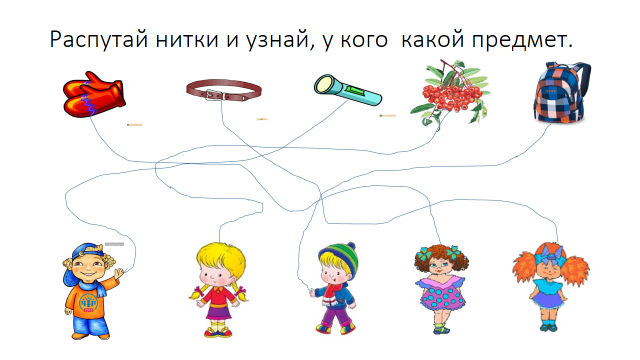 Распутай нитки и узнай, у кого  какой предмет.